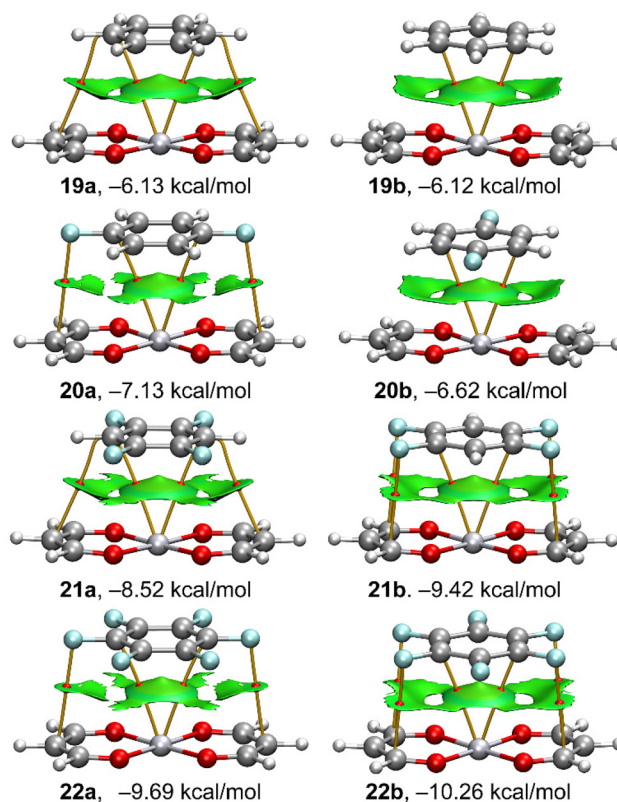 19a, –6.13 kcal/mol
19b, –6.12 kcal/mol
20a, –7.13 kcal/mol
20b, –6.62 kcal/mol
21a, –8.52 kcal/mol
21b. –9.42 kcal/mol
22a, –9.69 kcal/mol
22b, –10.26 kcal/mol